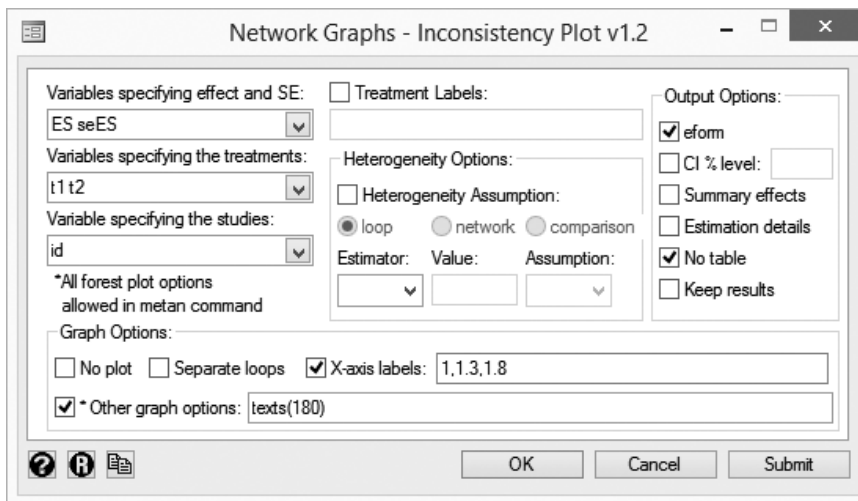 Network Graphs - Inconsistency Plot v1.2
Variables specifying effect and SE:
ES seES
Variables specifying the treatments:
t1 t2
Variable specifying the studies:
id
*All forest plot options
allowed in metan command
Treatment Labels:
Heterogeneity Options:
Heterogeneity Assumption:
loop network comparison
Estimator: Value: Assumption:
Output Options:
eform
CI % level:
Summary effects
Estimation details
No table
Keep results
Graph Options:
No plot Separate loops X-axis labels: 1,1.3,1.8
* Other graph options: texts(180)
OK Cancel Submit